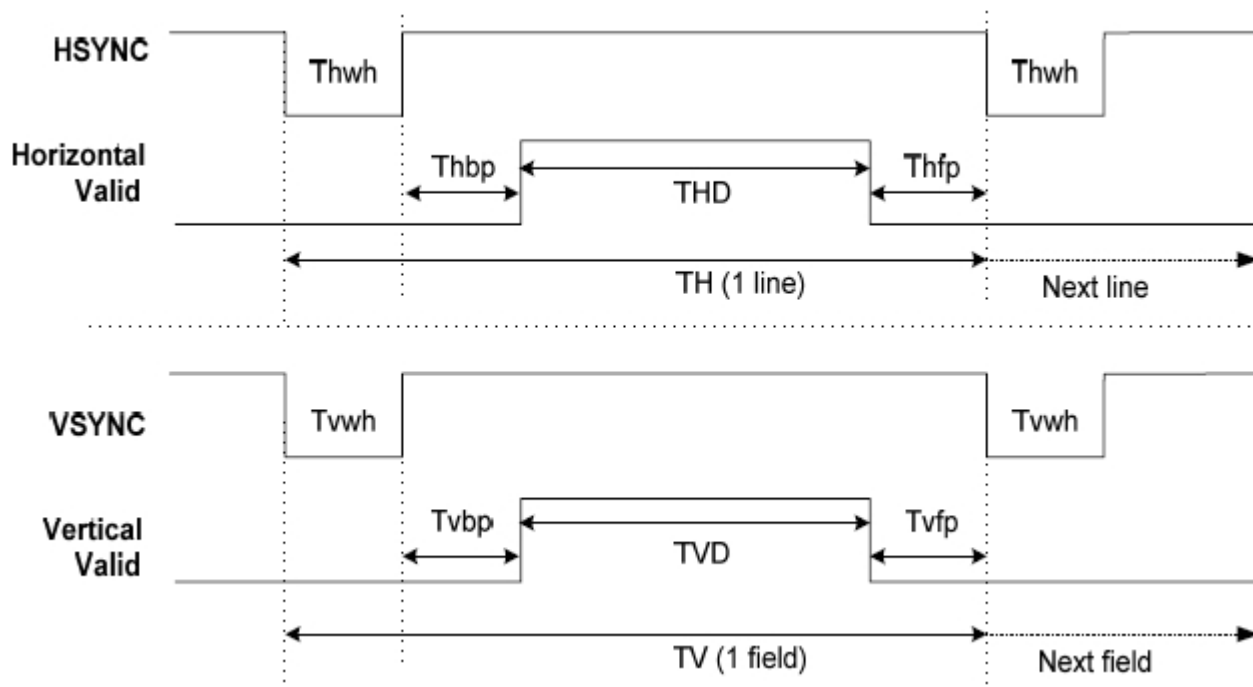 HSYNC
Thwh
Thwh
Horizontal
Valid
Thbp
THD
Thfp
TH (1 line)
Next line
VSYNC
Tvwh
Tvwh
Vertical
Valid
Tvbp
TVD
Tvfp
TV (1 field)
Next field